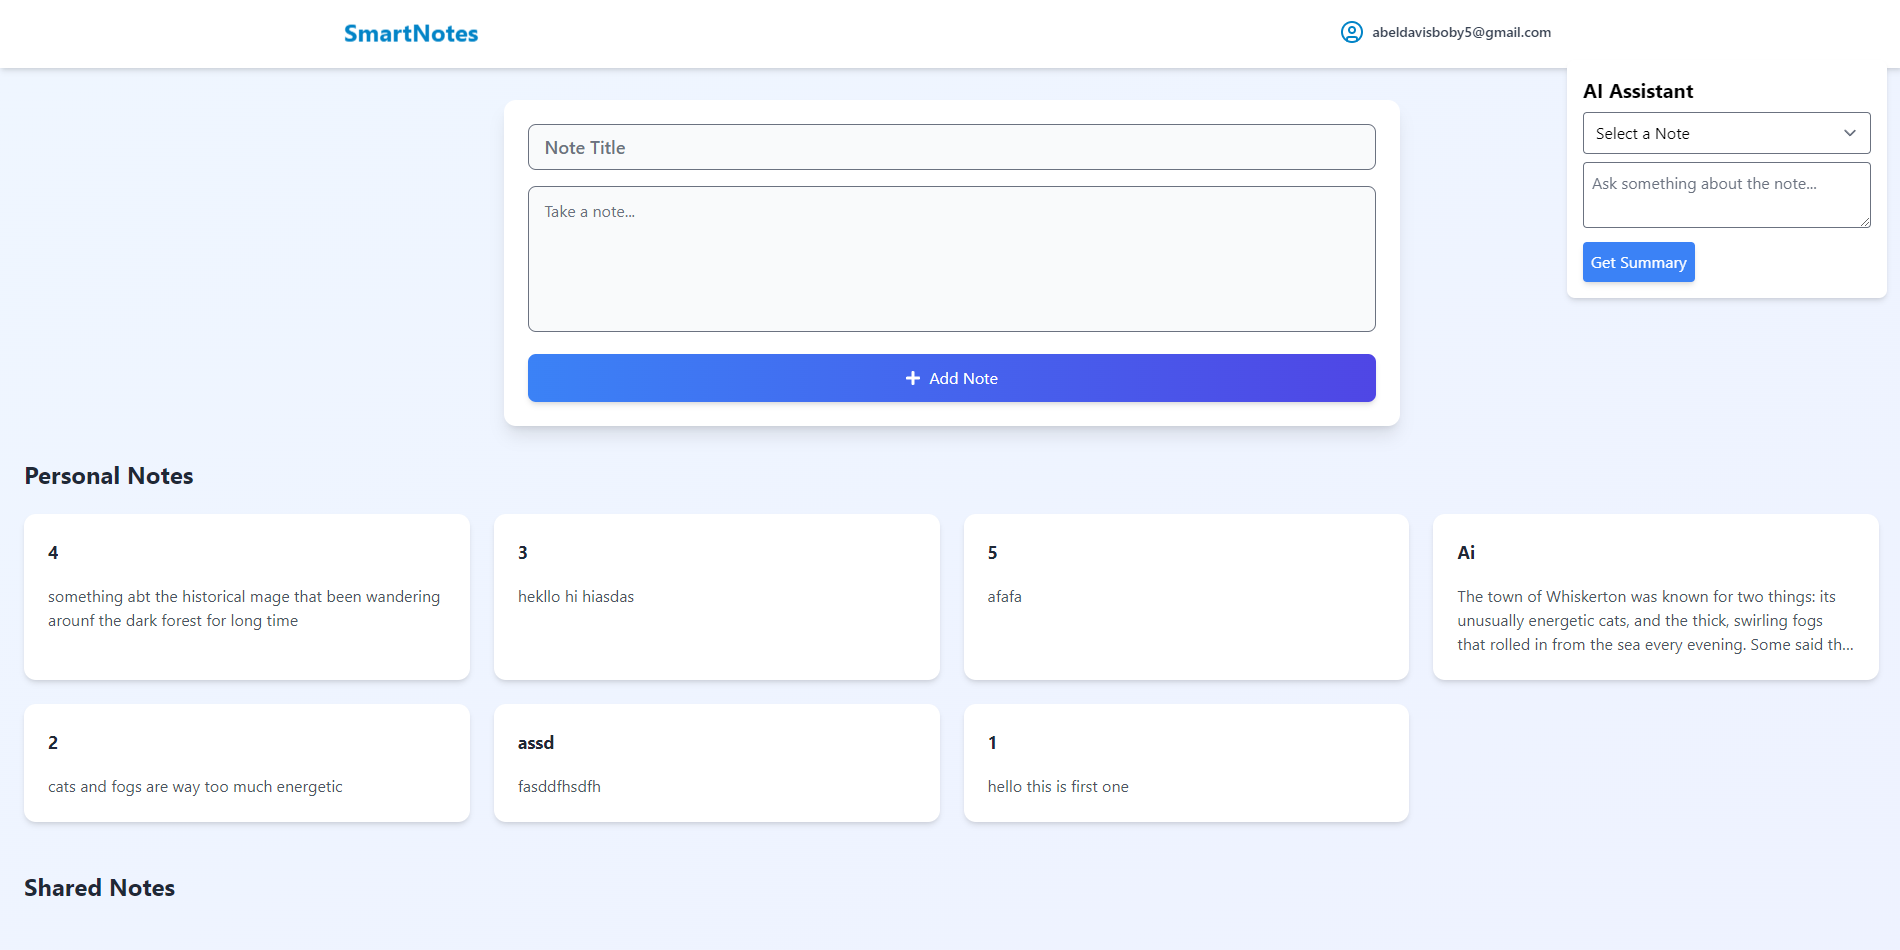 SmartNotes
abeldavisboby5@gmail.com
AI Assistant
Select a Note
Ask something about the note...
Get Summary
Note Title
Take a note...
Add Note
Personal Notes
4
something abt the historical mage that been wandering
arounf the dark forest for long time
3
hekllo hi hiasdas
5
afafa
Ai
The town of Whiskerton was known for two things: its
unusually energetic cats, and the thick, swirling fogs
that rolled in from the sea every evening. Some said th...
2
cats and fogs are way too much energetic
assd
fasddfhsdfh
1
hello this is first one
Shared Notes